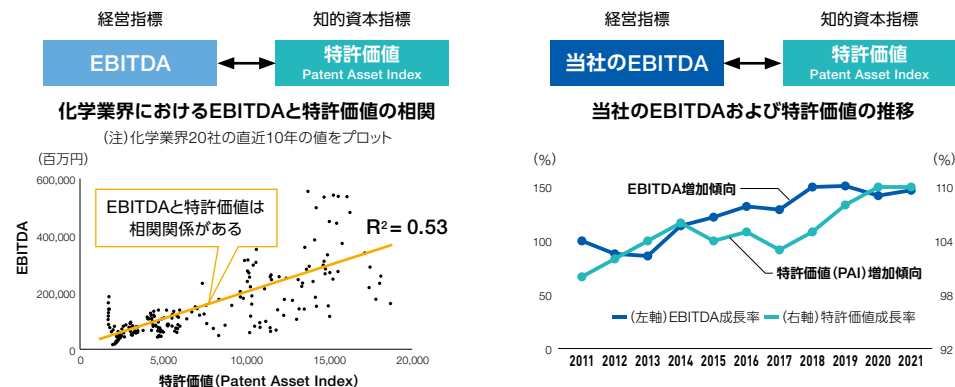 経営指標
知的資本指標
EBITDA
特許価値
Patent Asset Index
化学業界におけるEBITDAと特許価値の相関
(注)化学業界20社の直近10年の値をプロット
(百万円)
600,000
400,000
200,000
0
EBITDA
EBITDAと特許価値は
相関関係がある
R²=0.53
0
5,000
10,000
15,000
20,000
特許価値(Patent Asset Index)
経営指標
知的資本指標
当社のEBITDA
特許価値
Patent Asset Index
当社のEBITDAおよび特許価値の推移
(%)
(%)
150
100
50
0
110
104
98
92
EBITDA増加傾向
特許価値(PAI)増加傾向
(左軸)EBITDA成長率
(右軸)特許価値成長率
2011 2012 2013 2014 2015 2016 2017 2018 2019 2020 2021